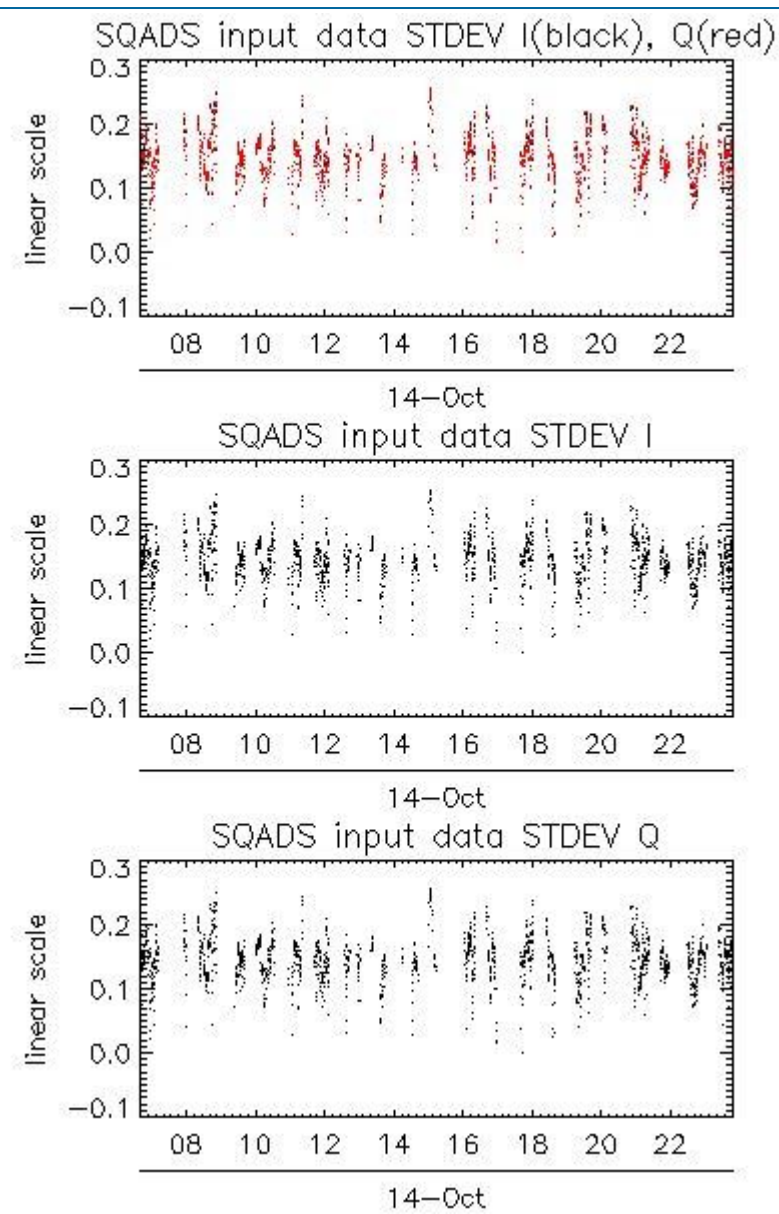 SQADS input data STDEV I(black), Q(red)
0.3
0.2
0.1
0.0
-0.1
linear scale
08 10 12 14 16 18 20 22
14-Oct
SQADS input data STDEV I
0.3
0.2
0.1
0.0
-0.1
linear scale
08 10 12 14 16 18 20 22
14-Oct
SQADS input data STDEV Q
0.3
0.2
0.1
0.0
-0.1
linear scale
08 10 12 14 16 18 20 22
14-Oct